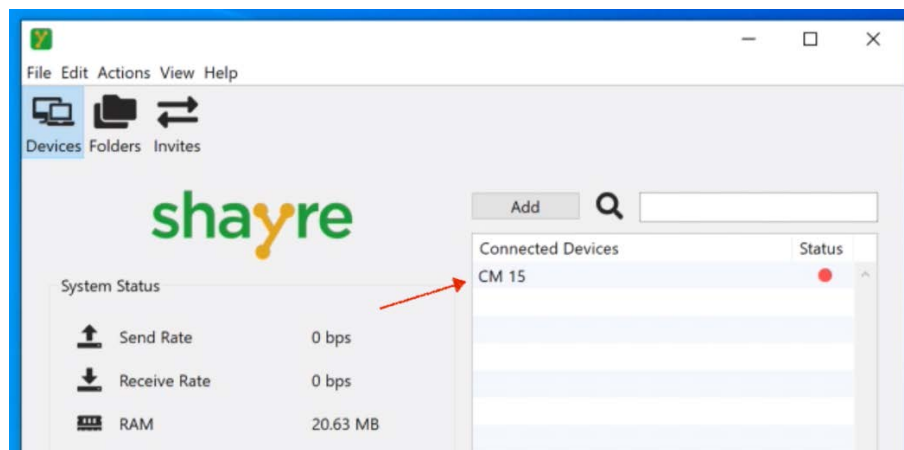 File Edit Actions View Help
Devices Folders Invites
shayre
Add
Connected Devices Status
CM 15
System Status
Send Rate 0 bps
Receive Rate 0 bps
RAM 20.63 MB